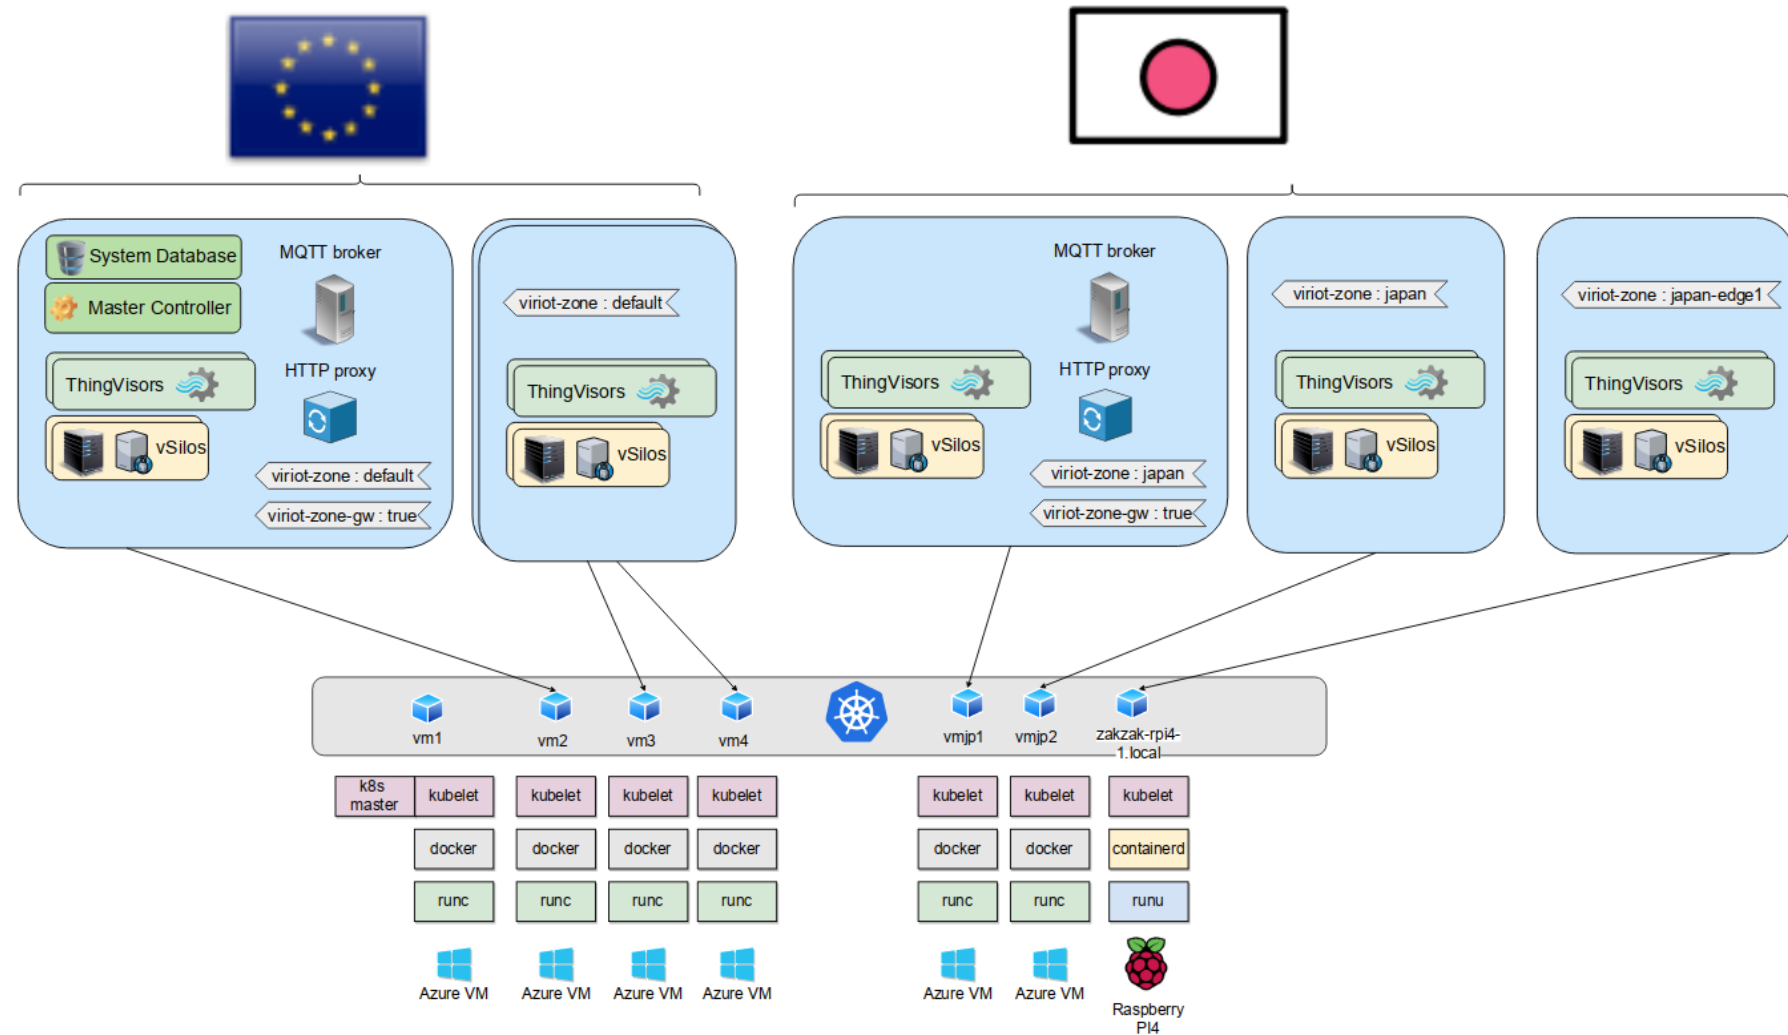 System Database
Master Controller
ThingVisors
vSilos
MQTT broker
HTTP proxy
viriot-zone : default
viriot-zone-gw : true
viriot-zone : default
ThingVisors
vSilos
ThingVisors
vSilos
MQTT broker
HTTP proxy
viriot-zone : japan
viriot-zone-gw : true
viriot-zone : japan
ThingVisors
vSilos
viriot-zone : japan-edge1
ThingVisors
vSilos
vm1
vm2
vm3
vm4
vmjp1
vmjp2
zakzak-rpi4-
1.local
k8s
master
kubelet
kubelet
kubelet
kubelet
kubelet
kubelet
kubelet
docker
docker
docker
docker
docker
docker
containerd
runc
runc
runc
runc
runc
runc
runu
Azure VM
Azure VM
Azure VM
Azure VM
Azure VM
Azure VM
Raspberry
PI4